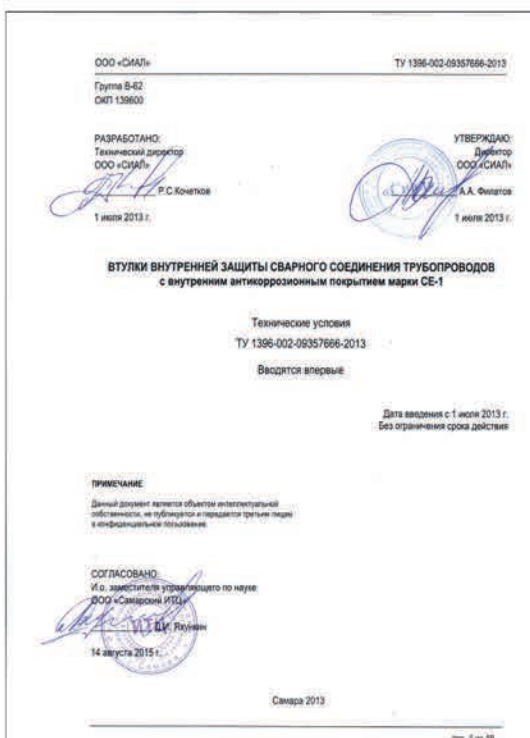 ООО «СИАЛ» ТУ 1396-002-09357666-2013
Группа В-62
ОКП 139600
РАЗРАБОТАНО:
Технический директор
ООО «СИАЛ»
Р.С.Кочетков
1 июля 2013 г.
УТВЕРЖДАЮ:
Директор
ООО «СИАЛ»
А.А. Филатов
1 июля 2013 г.
ВТУЛКИ ВНУТРЕННЕЙ ЗАЩИТЫ СВАРНОГО СОЕДИНЕНИЯ ТРУБОПРОВОДОВ
с внутренним антикоррозионным покрытием марки СЕ-1
Технические условия
ТУ 1396-002-09357666-2013
Вводятся впервые
Дата введения с 1 июля 2013 г.
Без ограничения срока действия
ПРИМЕЧАНИЕ
Данный документ является объектом интеллектуальной
собственности, не публикуется и передается третьим лицам
в конфиденциальное пользование.
СОГЛАСОВАНО:
И.о. заместителя управляющего по науке
ООО «Самарский ИТЦ»
Д.И. Яхункин
14 августа 2015 г.
Самара 2013